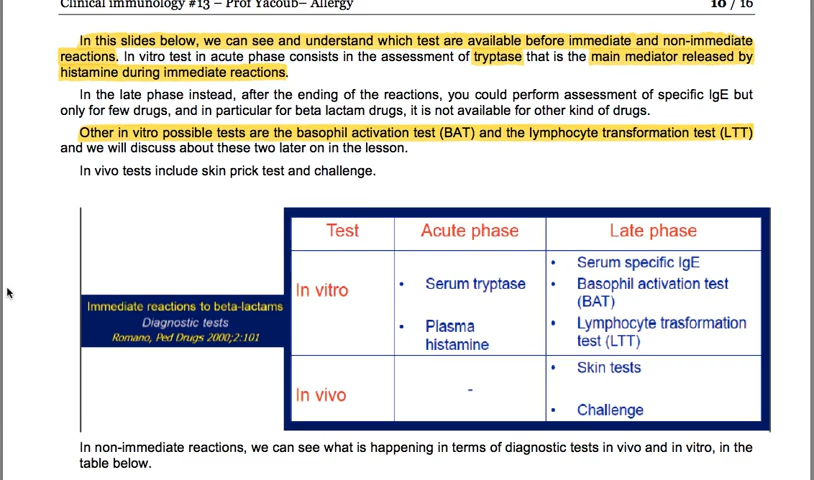 Clinical immunology #13 – Prof Yacoub– Allergy 10 / 16
In this slides below, we can see and understand which test are available before immediate and non-immediate
reactions. In vitro test in acute phase consists in the assessment of tryptase that is the main mediator released by
histamine during immediate reactions.
In the late phase instead, after the ending of the reactions, you could perform assessment of specific IgE but
only for few drugs, and in particular for beta lactam drugs, it is not available for other kind of drugs.
Other in vitro possible tests are the basophil activation test (BAT) and the lymphocyte transformation test (LTT)
and we will discuss about these two later on in the lesson.
In vivo tests include skin prick test and challenge.
Immediate reactions to beta-lactams
Diagnostic tests
Romano, Ped Drugs 2000;2:101
Test Acute phase Late phase
In vitro
• Serum tryptase
• Plasma
histamine
• Serum specific IgE
• Basophil activation test
(BAT)
• Lymphocyte trasformation
test (LTT)
In vivo
-
• Skin tests
• Challenge
In non-immediate reactions, we can see what is happening in terms of diagnostic tests in vivo and in vitro, in the
table below.